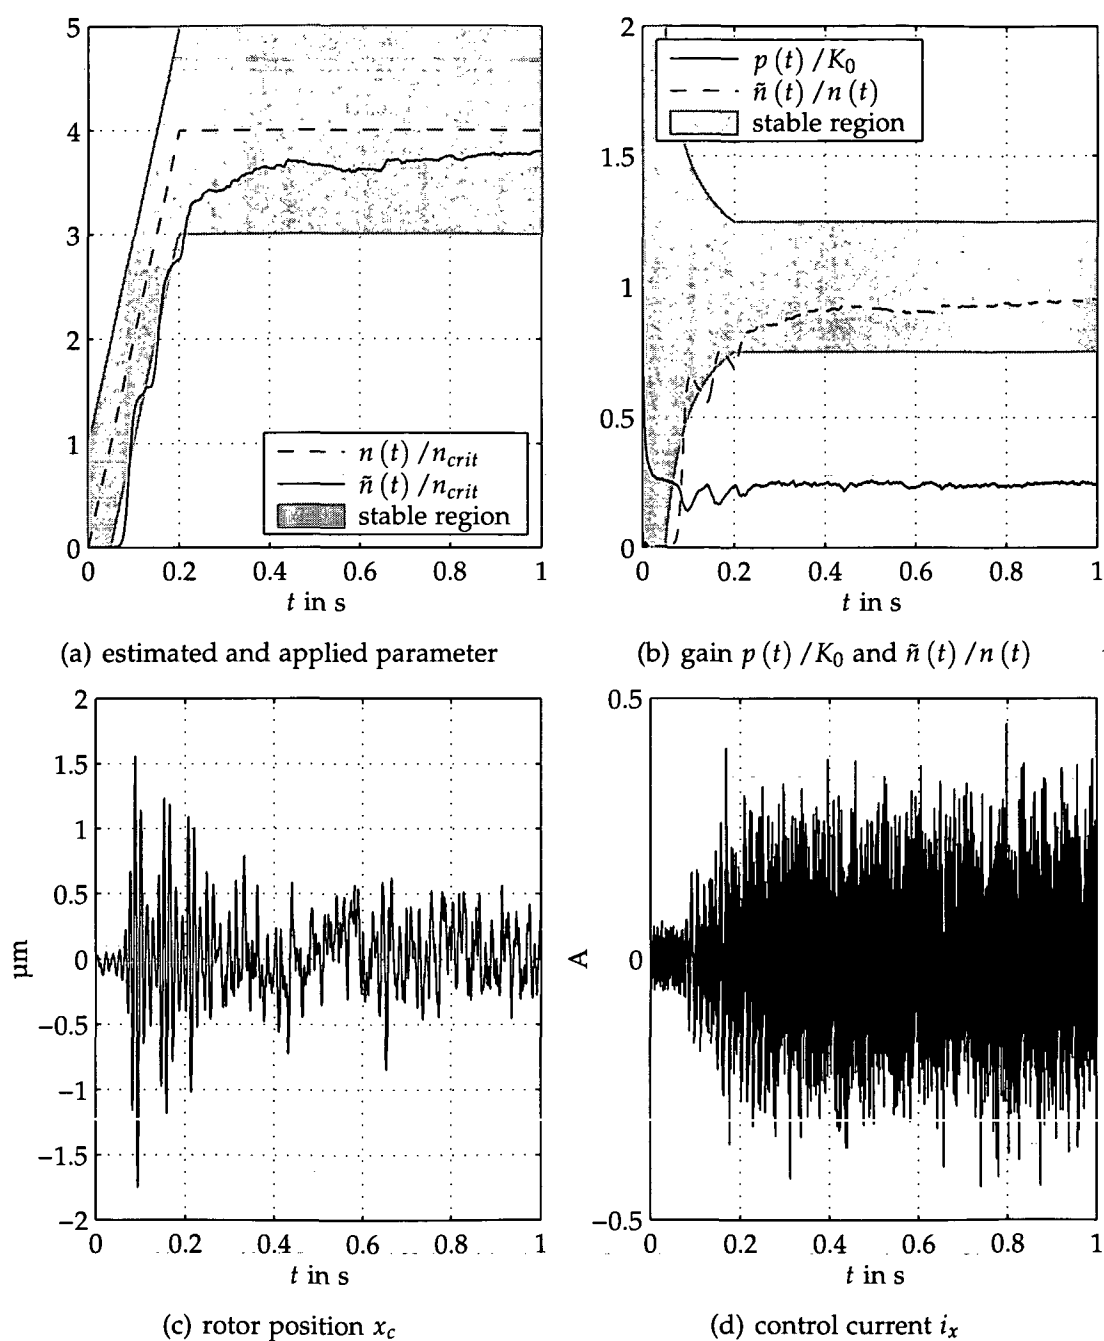 5
4
3
2
1
0
n (t) /n_crit
ñ (t) /n_crit
stable region
0 0.2 0.4 0.6 0.8 1
t in s
(a) estimated and applied parameter
2
1.5
1
0.5
0
p (t) /K₀
ñ (t) /n (t)
stable region
0 0.2 0.4 0.6 0.8 1
t in s
(b) gain p (t) /K₀ and ñ (t) /n (t)
2
1.5
1
0.5
0
−0.5
−1
−1.5
−2
µm
0 0.2 0.4 0.6 0.8 1
t in s
(c) rotor position x_c
0.5
0
−0.5
A
0 0.2 0.4 0.6 0.8 1
t in s
(d) control current i_x